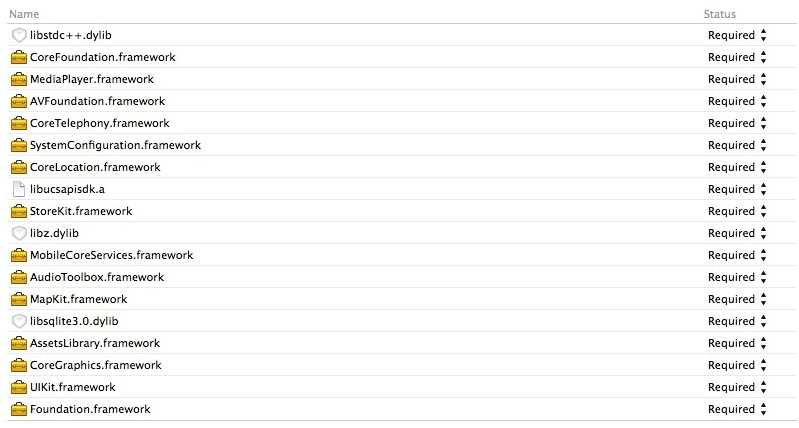 Name Status
libstdc++.dylib Required
CoreFoundation.framework Required
MediaPlayer.framework Required
AVFoundation.framework Required
CoreTelephony.framework Required
SystemConfiguration.framework Required
CoreLocation.framework Required
libucsapisdk.a Required
StoreKit.framework Required
libz.dylib Required
MobileCoreServices.framework Required
AudioToolbox.framework Required
MapKit.framework Required
libsqlite3.0.dylib Required
AssetsLibrary.framework Required
CoreGraphics.framework Required
UIKit.framework Required
Foundation.framework Required